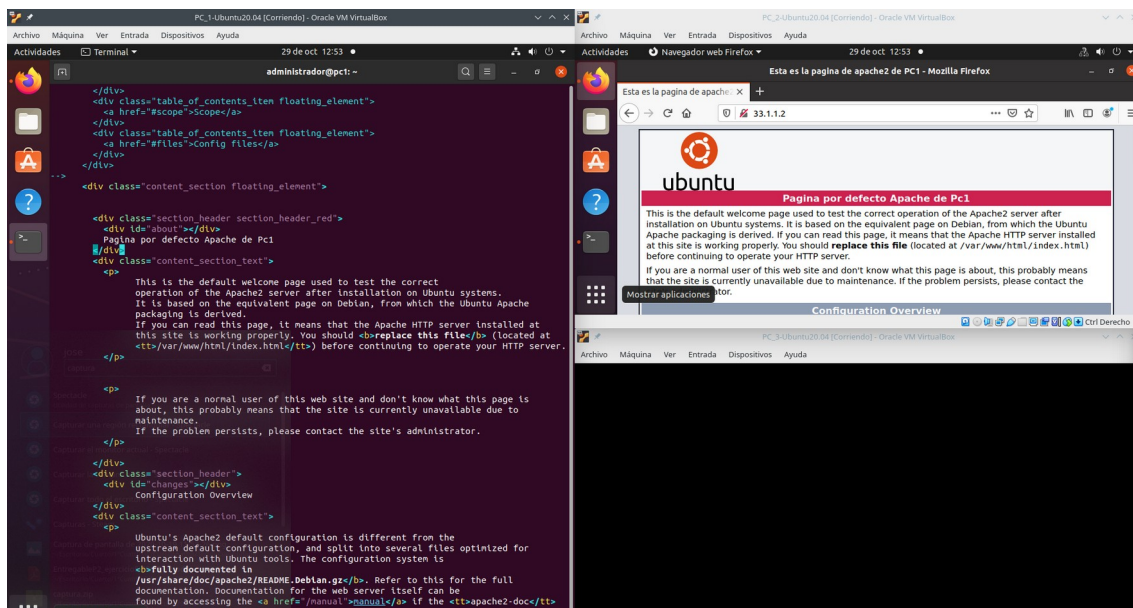 PC_1-Ubuntu20.04 [Corriendo] - Oracle VM VirtualBox
Archivo Máquina Ver Entrada Dispositivos Ayuda
Actividades Terminal 29 de oct 12:53
administrador@pc1: ~
</div>
<div class="table_of_contents_item floating_element">
<a href="#scope">Scope</a>
</div>
<div class="table_of_contents_item floating_element">
<a href="#files">Config files</a>
</div>
</div>
-->
<div class="content_section floating_element">
<div class="section_header section_header_red">
<div id="about"></div>
Pagina por defecto Apache de Pc1
</div>
<div class="content_section_text">
<p>
This is the default welcome page used to test the correct
operation of the Apache2 server after installation on Ubuntu systems.
It is based on the equivalent page on Debian, from which the Ubuntu Apache
packaging is derived.
If you can read this page, it means that the Apache HTTP server installed at
this site is working properly. You should <b>replace this file</b> (located at
<tt>/var/www/html/index.html</tt>) before continuing to operate your HTTP server.
</p>
<p>
If you are a normal user of this web site and don't know what this page is
about, this probably means that the site is currently unavailable due to
maintenance.
If the problem persists, please contact the site's administrator.
</p>
</div>
<div class="section_header">
<div id="changes"></div>
Configuration Overview
</div>
<div class="content_section_text">
<p>
Ubuntu's Apache2 default configuration is different from the
upstream default configuration, and split into several files optimized for
interaction with Ubuntu tools. The configuration system is
<b>fully documented in
/usr/share/doc/apache2/README.Debian.gz</b>. Refer to this for the full
documentation. Documentation for the web server itself can be
found by accessing the <a href="/manual">manual</a> if the <tt>apache2-doc</tt>
PC_2-Ubuntu20.04 [Corriendo] - Oracle VM VirtualBox
Archivo Máquina Ver Entrada Dispositivos Ayuda
Actividades Navegador web Firefox 29 de oct 12:53
Esta es la pagina de apache2 de PC1 - Mozilla Firefox
Esta es la pagina de apache
33.1.1.2
ubuntu
Pagina por defecto Apache de Pc1
This is the default welcome page used to test the correct operation of the Apache2 server after
installation on Ubuntu systems. It is based on the equivalent page on Debian, from which the Ubuntu
Apache packaging is derived. If you can read this page, it means that the Apache HTTP server installed
at this site is working properly. You should replace this file (located at /var/www/html/index.html)
before continuing to operate your HTTP server.
If you are a normal user of this web site and don't know what this page is about, this probably means
that the site is currently unavailable due to maintenance. If the problem persists, please contact the
Mostrar aplicaciones
Configuration Overview
Ctrl Derecho
PC_3-Ubuntu20.04 [Corriendo] - Oracle VM VirtualBox
Archivo Máquina Ver Entrada Dispositivos Ayuda